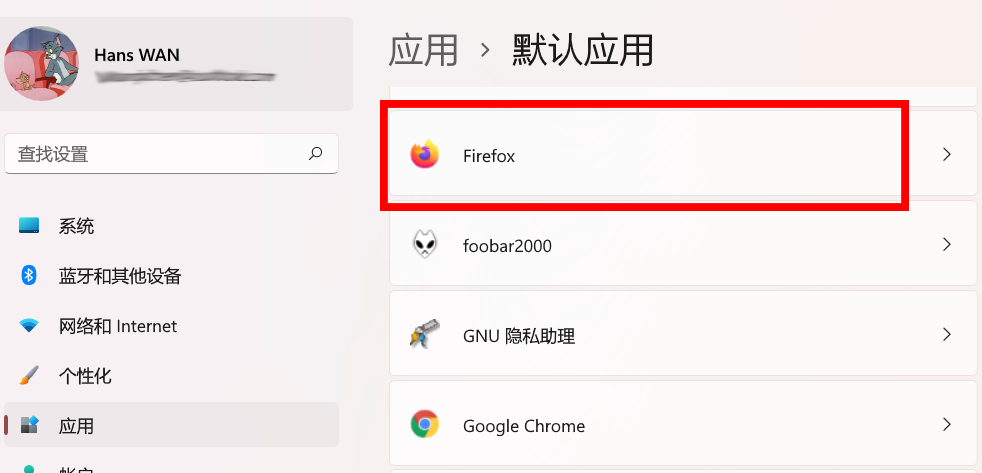 Hans WAN
查找设置
系统
蓝牙和其他设备
网络和 Internet
个性化
应用
帐户
应用 > 默认应用
Firefox
foobar2000
GNU 隐私助理
Google Chrome